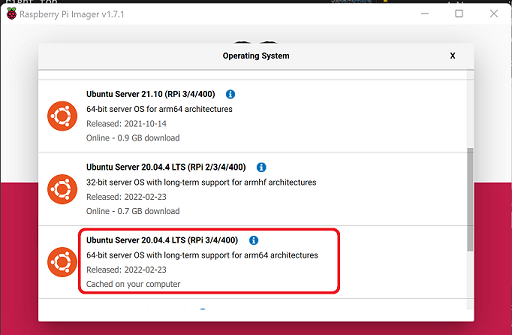 Raspberry Pi Imager v1.7.1
Operating System
X
Ubuntu Server 21.10 (RPi 3/4/400)
64-bit server OS for arm64 architectures
Released: 2021-10-14
Online - 0.9 GB download
Ubuntu Server 20.04.4 LTS (RPi 2/3/4/400)
32-bit server OS with long-term support for armhf architectures
Released: 2022-02-23
Online - 0.7 GB download
Ubuntu Server 20.04.4 LTS (RPi 3/4/400)
64-bit server OS with long-term support for arm64 architectures
Released: 2022-02-23
Cached on your computer